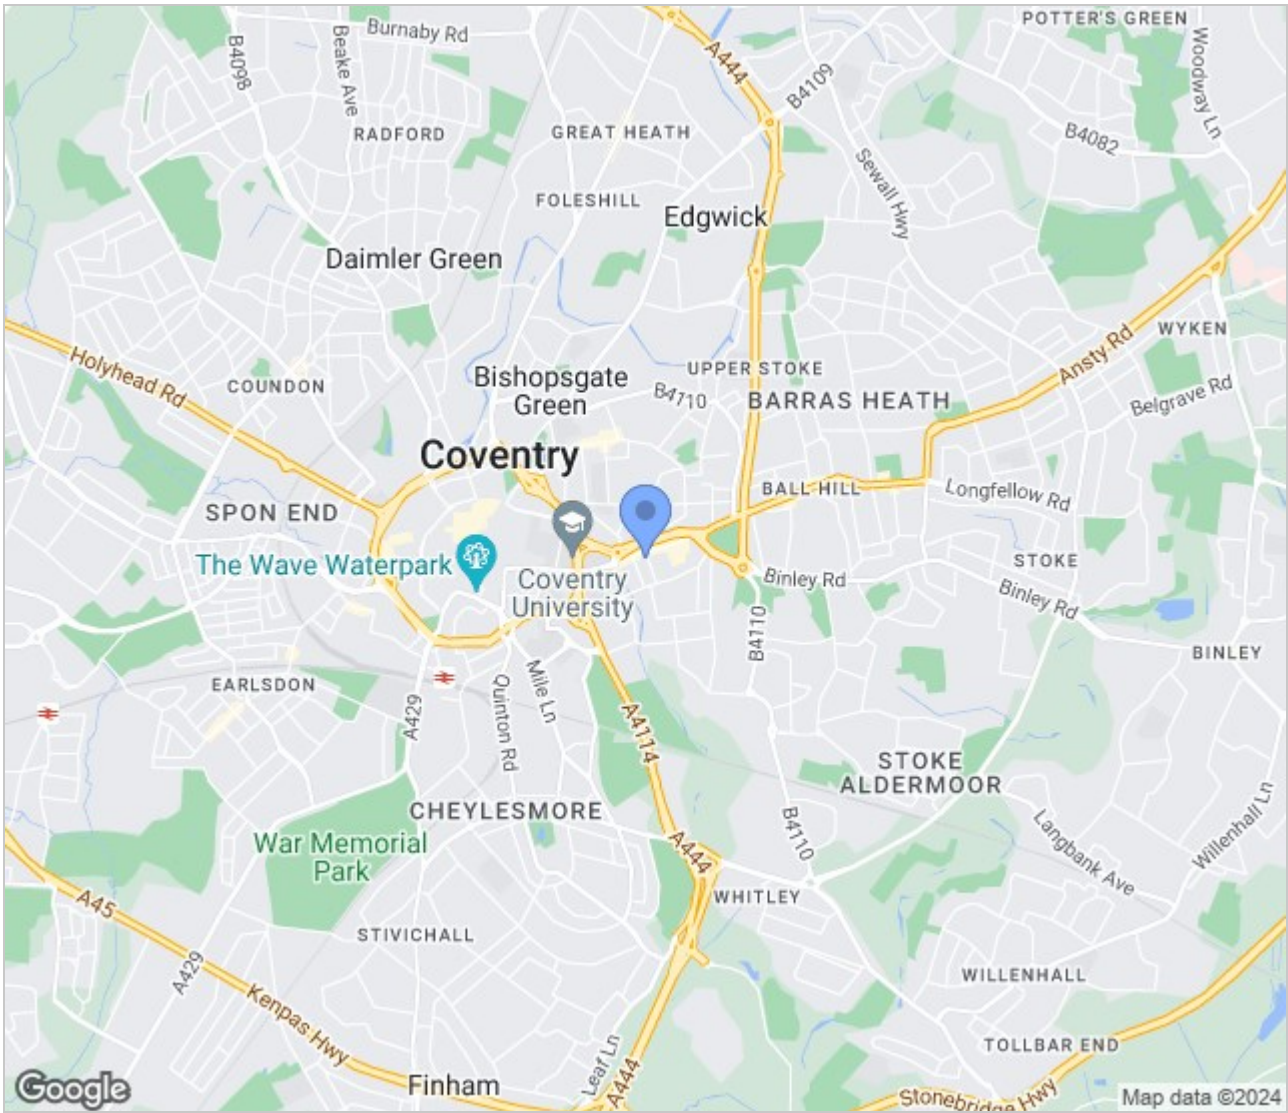 POTTER'S GREEN
Burnaby Rd
B4098
Beake Ave
A444
B4109
Woodway Ln
RADFORD
GREAT HEATH
B4082
Sewall Hwy
FOLESHILL
Edgwick
Daimler Green
Holyhead Rd
WYKEN
Ansty Rd
COUNDON
Bishopsgate
Green
UPPER STOKE
B4110
BARRAS HEATH
Belgrave Rd
Coventry
BALL HILL
Longfellow Rd
SPON END
The Wave Waterpark
Coventry
University
Binley Rd
STOKE
Binley Rd
B4110
BINLEY
EARLSDON
Mile Ln
Quinton Rd
A429
A4114
STOKE
ALDERMOOR
CHEYLESMORE
War Memorial
Park
B4110
Langbank Ave
Willenhall Ln
A444
WHITLEY
A45
STIVICHALL
A429
WILLENHALL
Kenpas Hwy
TOLLBAR END
Leaf Ln
A444
Finham
Stonebridge Hwy
Google
Map data ©2024